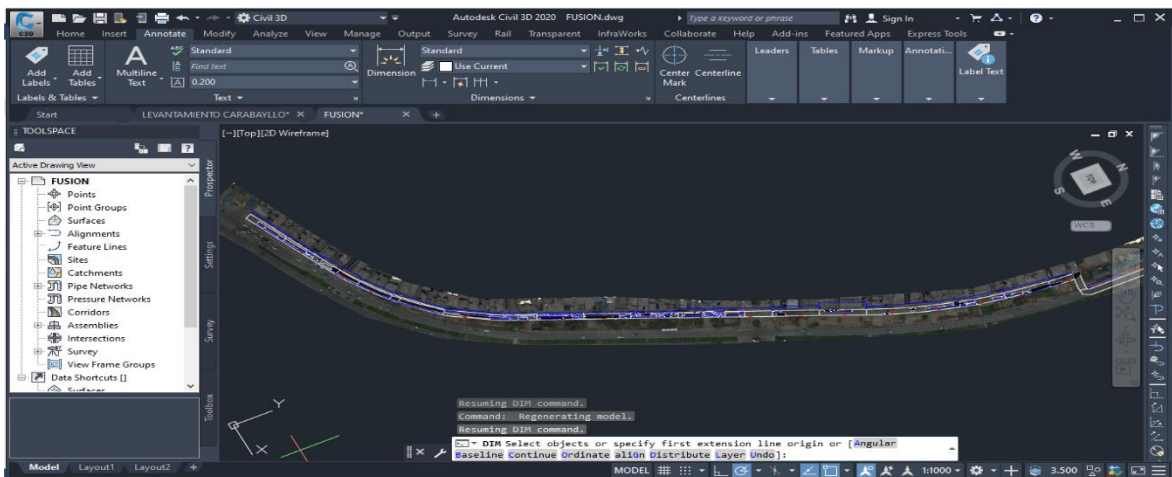 C3D Civil 3D Autodesk Civil 3D 2020 FUSION.dwg Type a keyword or phrase Sign In
Home Insert Annotate Modify Analyze View Manage Output Survey Rail Transparent InfraWorks Collaborate Help Add-ins Featured Apps Express Tools
Add Labels
Add Tables
Multiline Text
Standard
Find text
0.200
Dimension
Standard
Use Current
Center Mark
Centerline
Leaders
Tables
Markup
Annotati...
Label Text
Labels & Tables Text Dimensions Centerlines
Start LEVANTAMIENTO CARABAYLLO* FUSION*
TOOLSPACE
[-][Top][2D Wireframe]
Active Drawing View
FUSION
Points
Point Groups
Surfaces
Alignments
Feature Lines
Sites
Catchments
Pipe Networks
Pressure Networks
Corridors
Assemblies
Intersections
Survey
View Frame Groups
Data Shortcuts []
Surfaces
Prospector
Settings
Survey
Toolbox
N
W
TOP
S
E
WCS
Y
X
Resuming DIM command.
Command: Regenerating model.
Resuming DIM command.
DIM Select objects or specify first extension line origin or [Angular
Baseline Continue Ordinate aliGn Distribute Layer Undo]:
Model Layout1 Layout2 + MODEL 1:1000 3.500